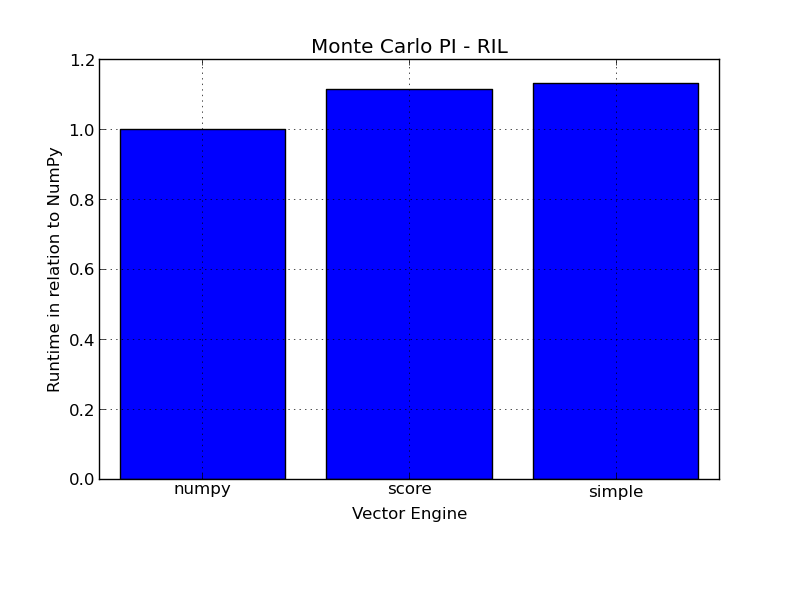 Monte Carlo PI - RIL
1.2
1.0
0.8
0.6
0.4
0.2
0.0
Runtime in relation to NumPy
numpy score simple
Vector Engine